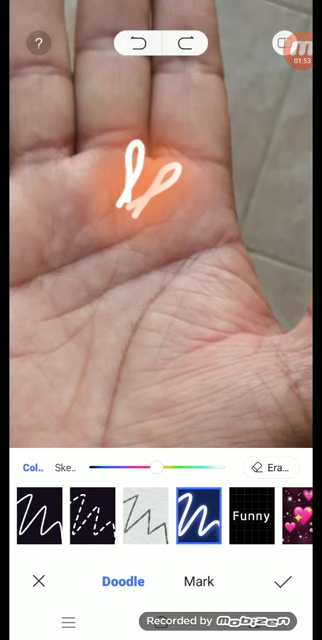 ?
01:53
Col..
Ske..
Era...
Funny
Doodle
Mark
Recorded by Mobizen